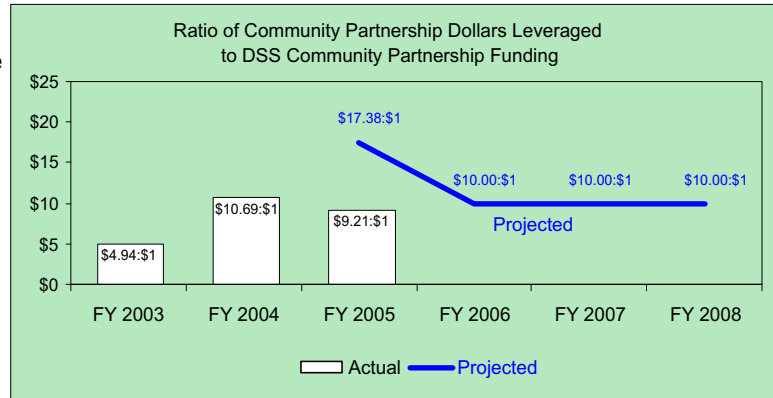 Ratio of Community Partnership Dollars Leveraged
to DSS Community Partnership Funding
e
$25
$20
$15
$10
$5
$0
$17.38:$1
$10.00:$1 $10.00:$1 $10.00:$1
$10.69:$1
$9.21:$1
$4.94:$1
Projected
FY 2003 FY 2004 FY 2005 FY 2006 FY 2007 FY 2008
Actual Projected